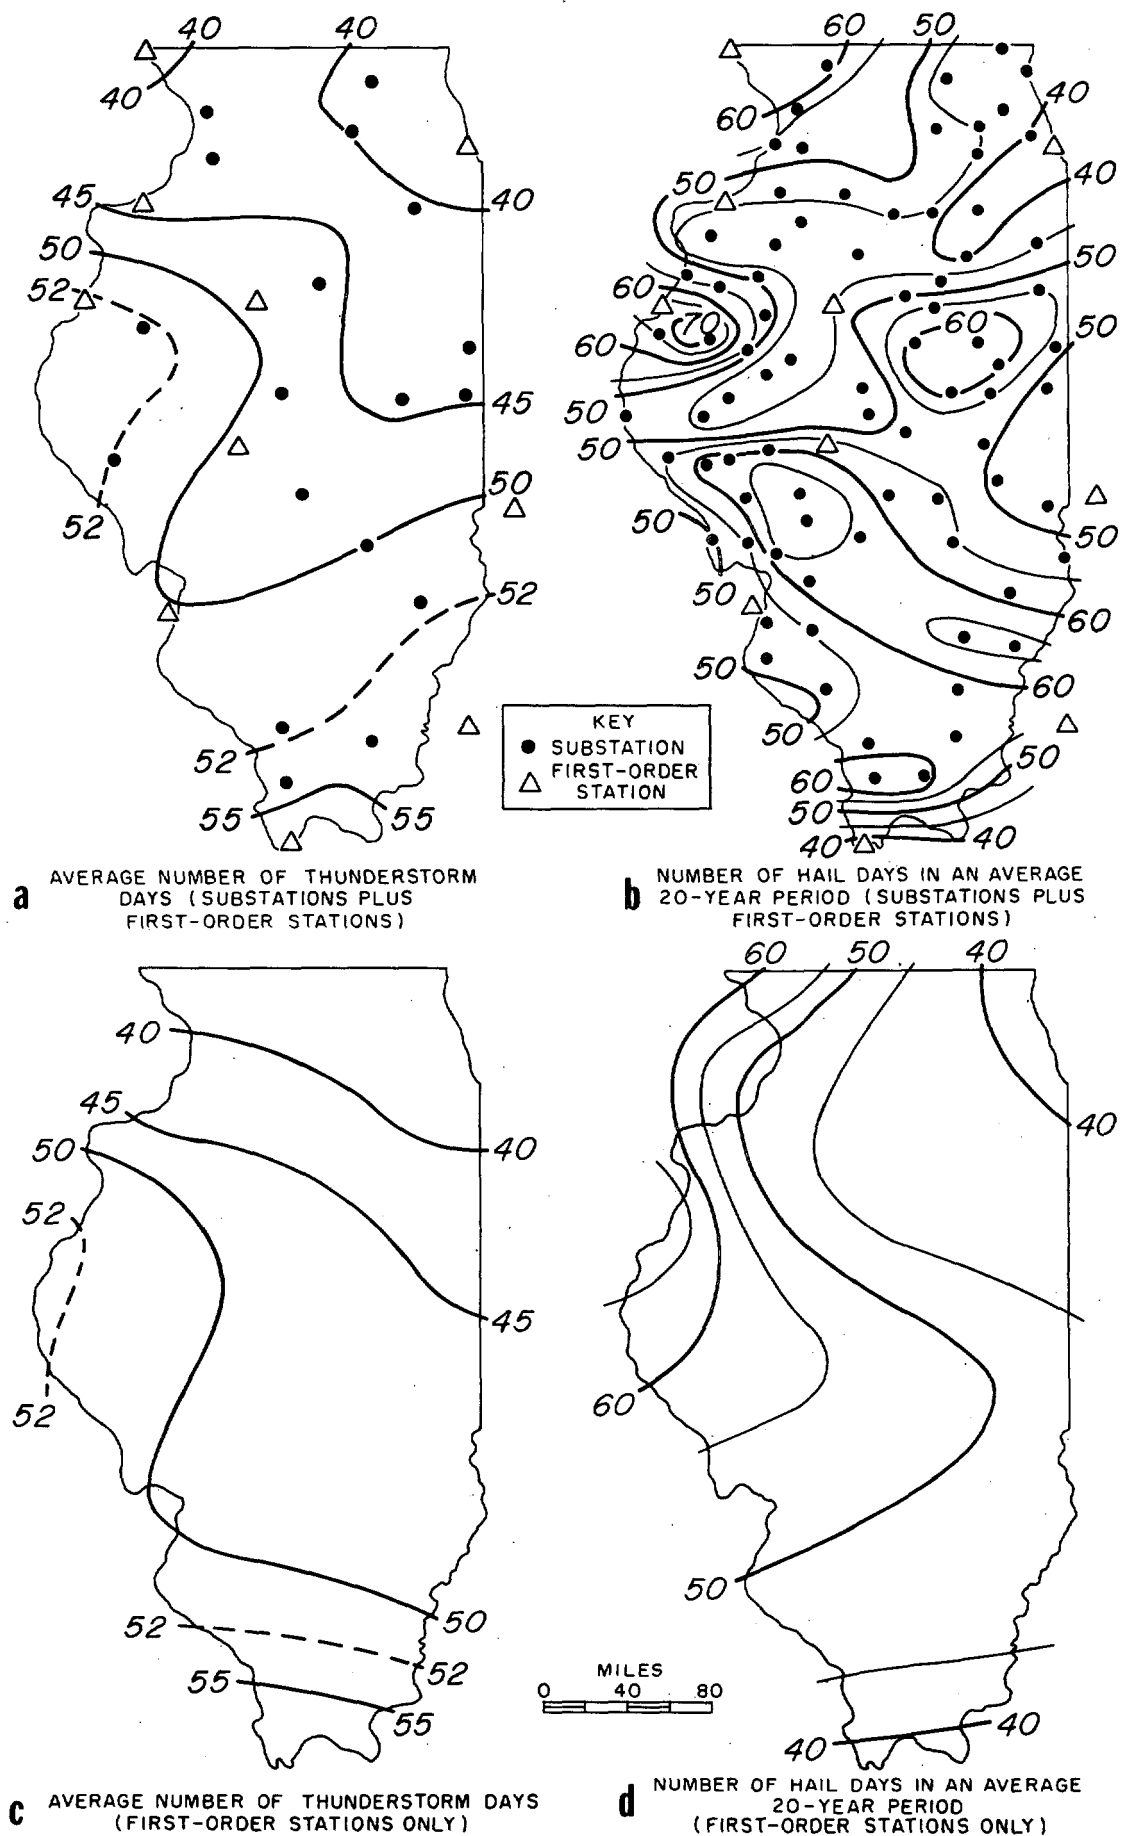 40 40
40
45
40
50
52
45
50
52
52
52
55 55
a AVERAGE NUMBER OF THUNDERSTORM
DAYS (SUBSTATIONS PLUS
FIRST-ORDER STATIONS)
60 50
40
60
50
40
50
60
70
60
50
60
50
50
50
50
50
60
50
60
50
50
60
50
40 40
KEY
SUBSTATION
FIRST-ORDER
STATION
b NUMBER OF HAIL DAYS IN AN AVERAGE
20-YEAR PERIOD (SUBSTATIONS PLUS
FIRST-ORDER STATIONS)
40
45
50
40
52
45
52
50
52
52
55
55
c AVERAGE NUMBER OF THUNDERSTORM DAYS
(FIRST-ORDER STATIONS ONLY)
MILES
0 40 80
60 50 40
40
60
50
40
40
d NUMBER OF HAIL DAYS IN AN AVERAGE
20-YEAR PERIOD
(FIRST-ORDER STATIONS ONLY)